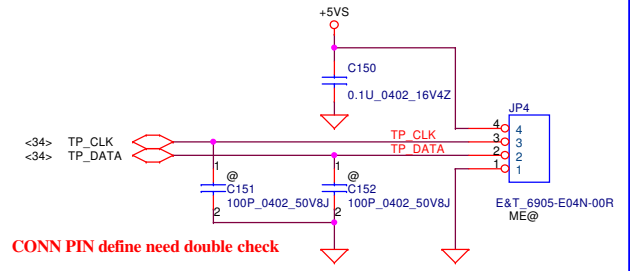 +5VS
C150
0.1U_0402_16V4Z
JP4
4 4
<34> TP_CLK TP_CLK 3 3
<34> TP_DATA TP_DATA 2 2
1 1
1 @ 1 @
C151 C152
100P_0402_50V8J 100P_0402_50V8J
2 2
E&T_6905-E04N-00R
ME@
CONN PIN define need double check